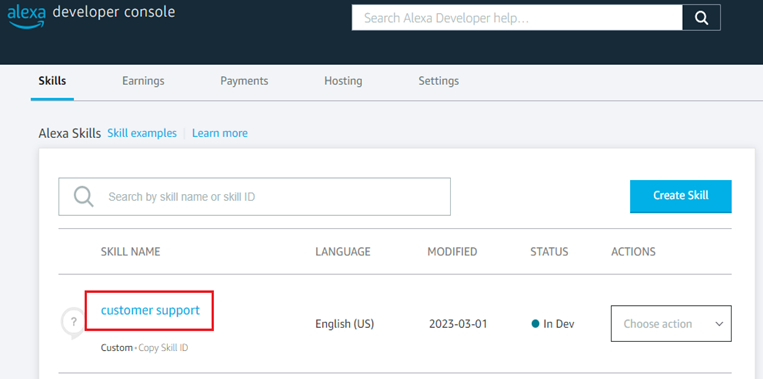 alexa developer console
Search Alexa Developer help...
Skills Earnings Payments Hosting Settings
Alexa Skills Skill examples Learn more
Search by skill name or skill ID
Create Skill
SKILL NAME LANGUAGE MODIFIED STATUS ACTIONS
customer support
?
English (US) 2023-03-01 In Dev Choose action
Custom • Copy Skill ID